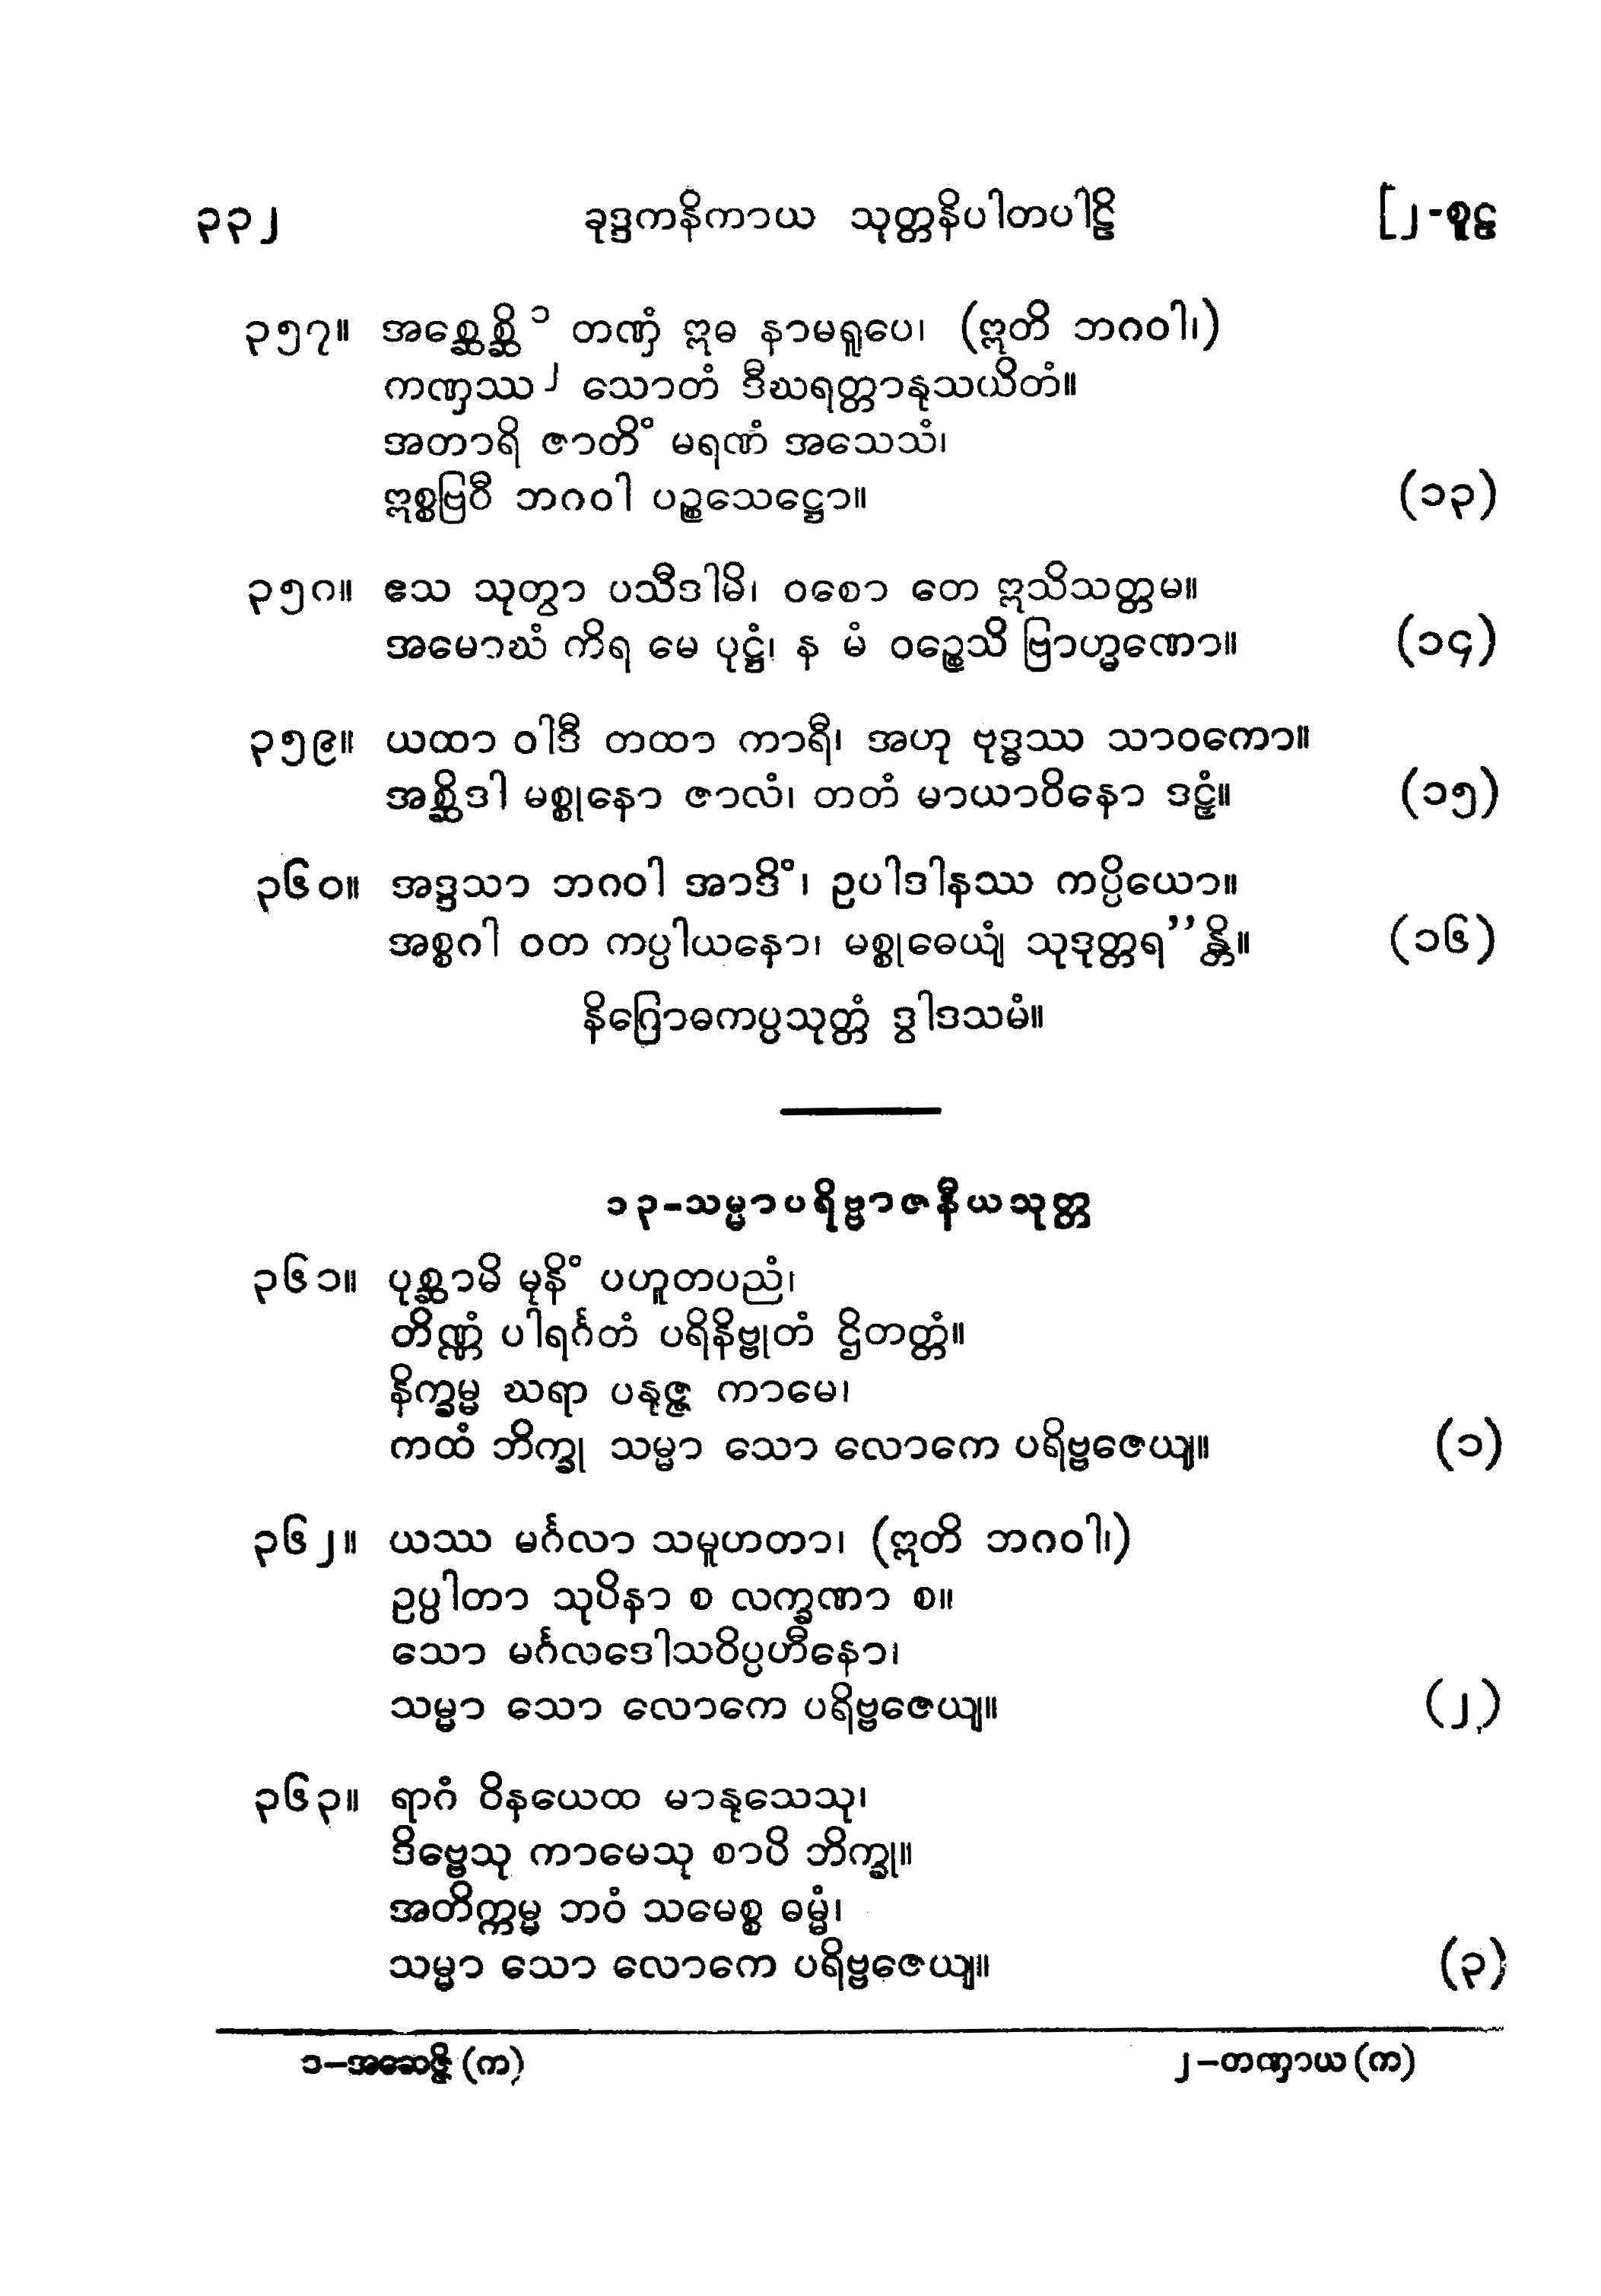 ၃၃၂ ခုဒ္ဒကနိကာယ သုတ္တနိပါတပါဠိ [၂-စူဠ
၃၅၇။ အစ္ဆေစ္ဆိ ၁ တဏှံ ဣဓ နာမရူပေ၊ (ဣတိ ဘဂဝါ၊)
ကဏှဿ ၂ သောတံ ဒီဃရတ္တာနုသယိတံ။
အတာရိ ဇာတိံ မရဏံ အသေသံ၊
ဣစ္စဗြဝီ ဘဂဝါ ပဉ္စသေဋ္ဌော။ (၁၃)
၃၅၈။ ဧသ သုတွာ ပသီဒါမိ၊ ဝစော တေ ဣသိသတ္တမ။
အမောဃံ ကိရ မေ ပုဋ္ဌံ၊ န မံ ဝဉ္စေသိ ဗြာဟ္မဏော။ (၁၄)
၃၅၉။ ယထာ ဝါဒီ တထာ ကာရီ၊ အဟု ဗုဒ္ဓဿ သာဝကော။
အစ္ဆိဒါ မစ္စုနော ဇာလံ၊ တတံ မာယာဝိနော ဒဠှံ။ (၁၅)
၃၆၀။ အဒ္ဒသာ ဘဂဝါ အာဒိံ၊ ဥပါဒါနဿ ကပ္ပိယော။
အစ္စဂါ ဝတ ကပ္ပါယနော၊ မစ္စုဓေယျံ သုဒုတ္တရ’’န္တိ။ (၁၆)
နိဂြောဓကပ္ပသုတ္တံ ဒွါဒသမံ။
၁၃-သမ္မာပရိဗ္ဗာဇနီယသုတ္တ
၃၆၁။ ပုစ္ဆာမိ မုနိံ ပဟူတပညံ၊
တိဏ္ဏံ ပါရင်္ဂတံ ပရိနိဗ္ဗုတံ ဌိတတ္တံ။
နိက္ခမ္မ ဃရာ ပနုဇ္ဇ ကာမေ၊
ကထံ ဘိက္ခု သမ္မာ သော လောကေ ပရိဗ္ဗဇေယျ။ (၁)
၃၆၂။ ယဿ မင်္ဂလာ သမူဟတာ၊ (ဣတိ ဘဂဝါ၊)
ဥပ္ပါတာ သုပိနာ စ လက္ခဏာ စ။
သော မင်္ဂလဒေါသဝိပ္ပဟီနော၊
သမ္မာ သော လောကေ ပရိဗ္ဗဇေယျ။ (၂)
၃၆၃။ ရာဂံ ဝိနယေထ မာနုသေသု၊
ဒိဗ္ဗေသု ကာမေသု စာပိ ဘိက္ခု။
အတိက္ကမ္မ ဘဝံ သမေစ္စ ဓမ္မံ၊
သမ္မာ သော လောကေ ပရိဗ္ဗဇေယျ။ (၃)
၁–အဆေဇ္ဇိ (က) ၂–တဏှာယ (က)